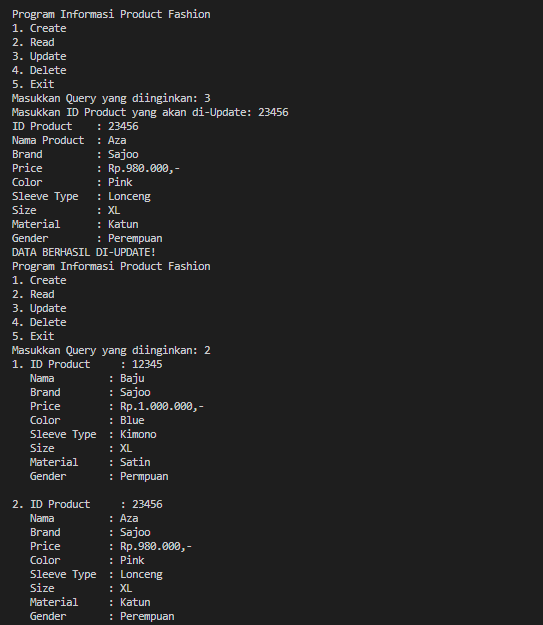 Program Informasi Product Fashion
1. Create
2. Read
3. Update
4. Delete
5. Exit
Masukkan Query yang diinginkan: 3
Masukkan ID Product yang akan di-Update: 23456
ID Product    : 23456
Nama Product  : Aza
Brand         : Sajoo
Price         : Rp.980.000,-
Color         : Pink
Sleeve Type   : Lonceng
Size          : XL
Material      : Katun
Gender        : Perempuan
DATA BERHASIL DI-UPDATE!
Program Informasi Product Fashion
1. Create
2. Read
3. Update
4. Delete
5. Exit
Masukkan Query yang diinginkan: 2
1. ID Product     : 12345
   Nama         : Baju
   Brand        : Sajoo
   Price        : Rp.1.000.000,-
   Color        : Blue
   Sleeve Type  : Kimono
   Size         : XL
   Material     : Satin
   Gender       : Permpuan

2. ID Product     : 23456
   Nama         : Aza
   Brand        : Sajoo
   Price        : Rp.980.000,-
   Color        : Pink
   Sleeve Type  : Lonceng
   Size         : XL
   Material     : Katun
   Gender       : Perempuan